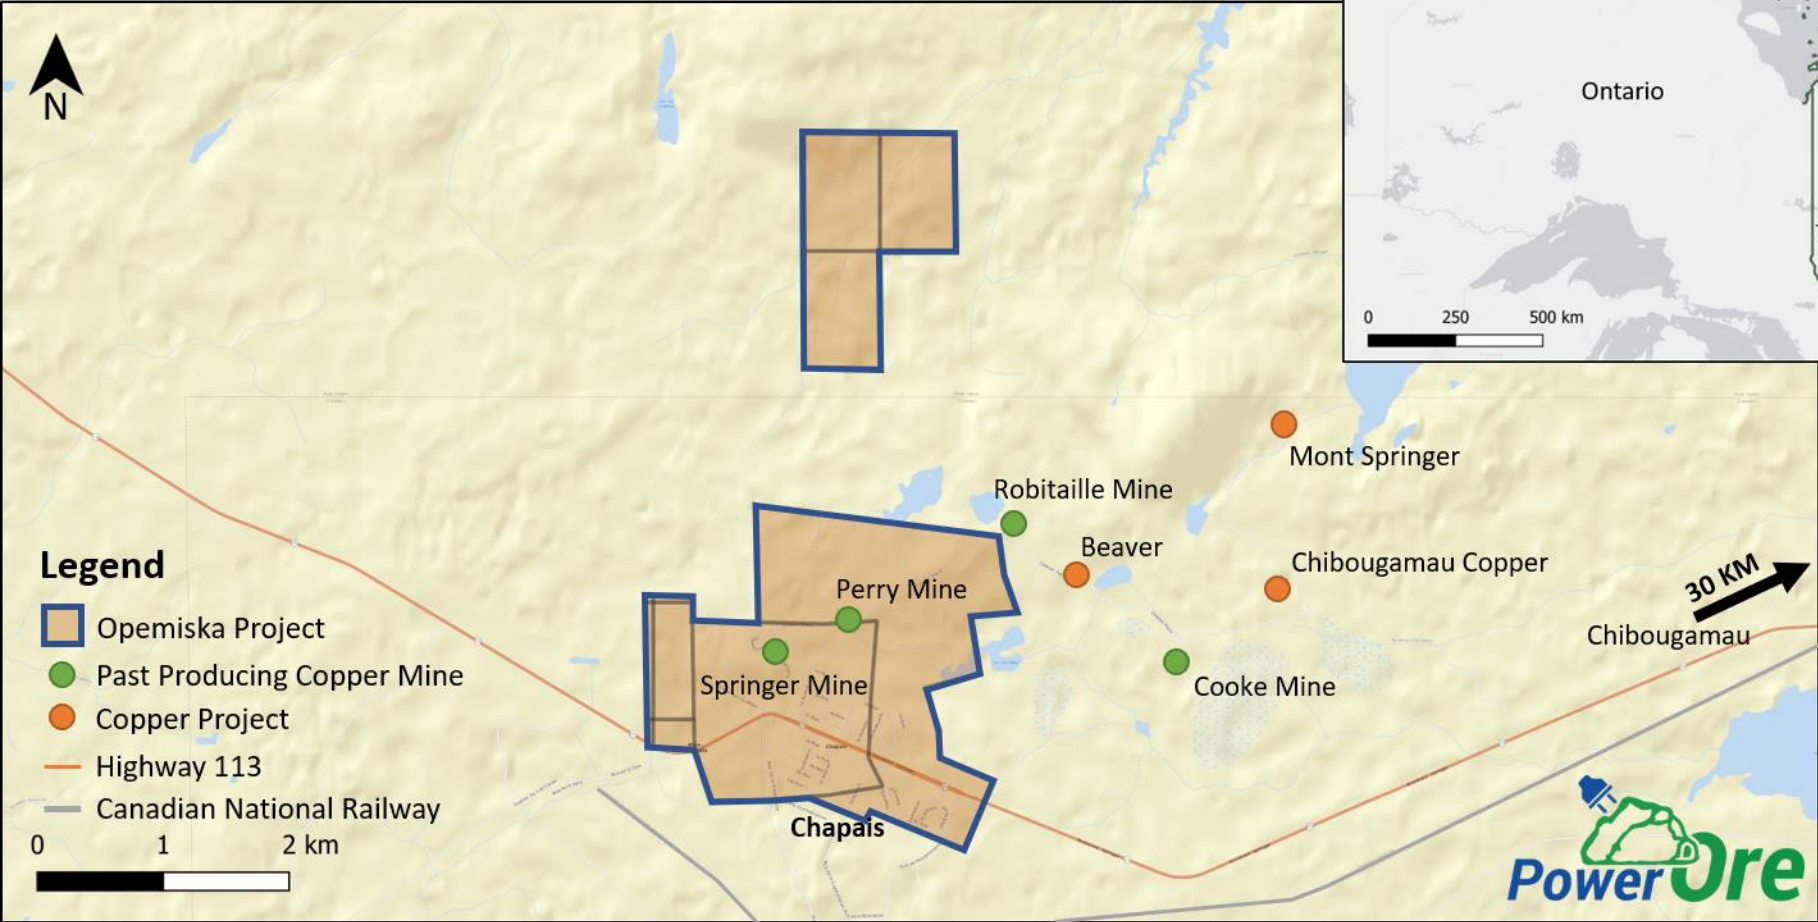 N
Ontario
0 250 500 km
Mont Springer
Robitaille Mine
Beaver
Chibougamau Copper
Perry Mine
30 KM
Chibougamau
Springer Mine
Cooke Mine
Chapais
Legend
Opemiska Project
Past Producing Copper Mine
Copper Project
Highway 113
Canadian National Railway
0 1 2 km
PowerOre